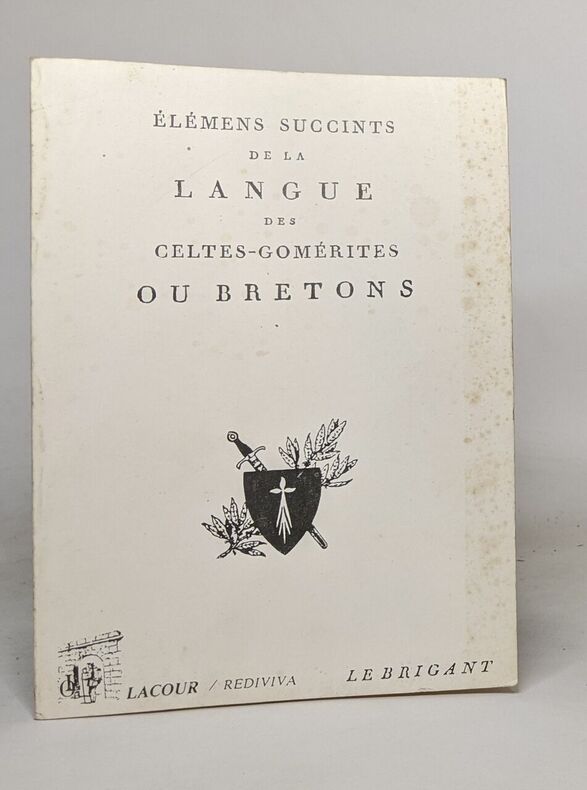 ÉLÉMENS SUCCINTS
DE LA
LANGUE
DES
CELTES-GOMÉRITES
OU BRETONS
LACOUR / REDIVIVA
LE BRIGANT